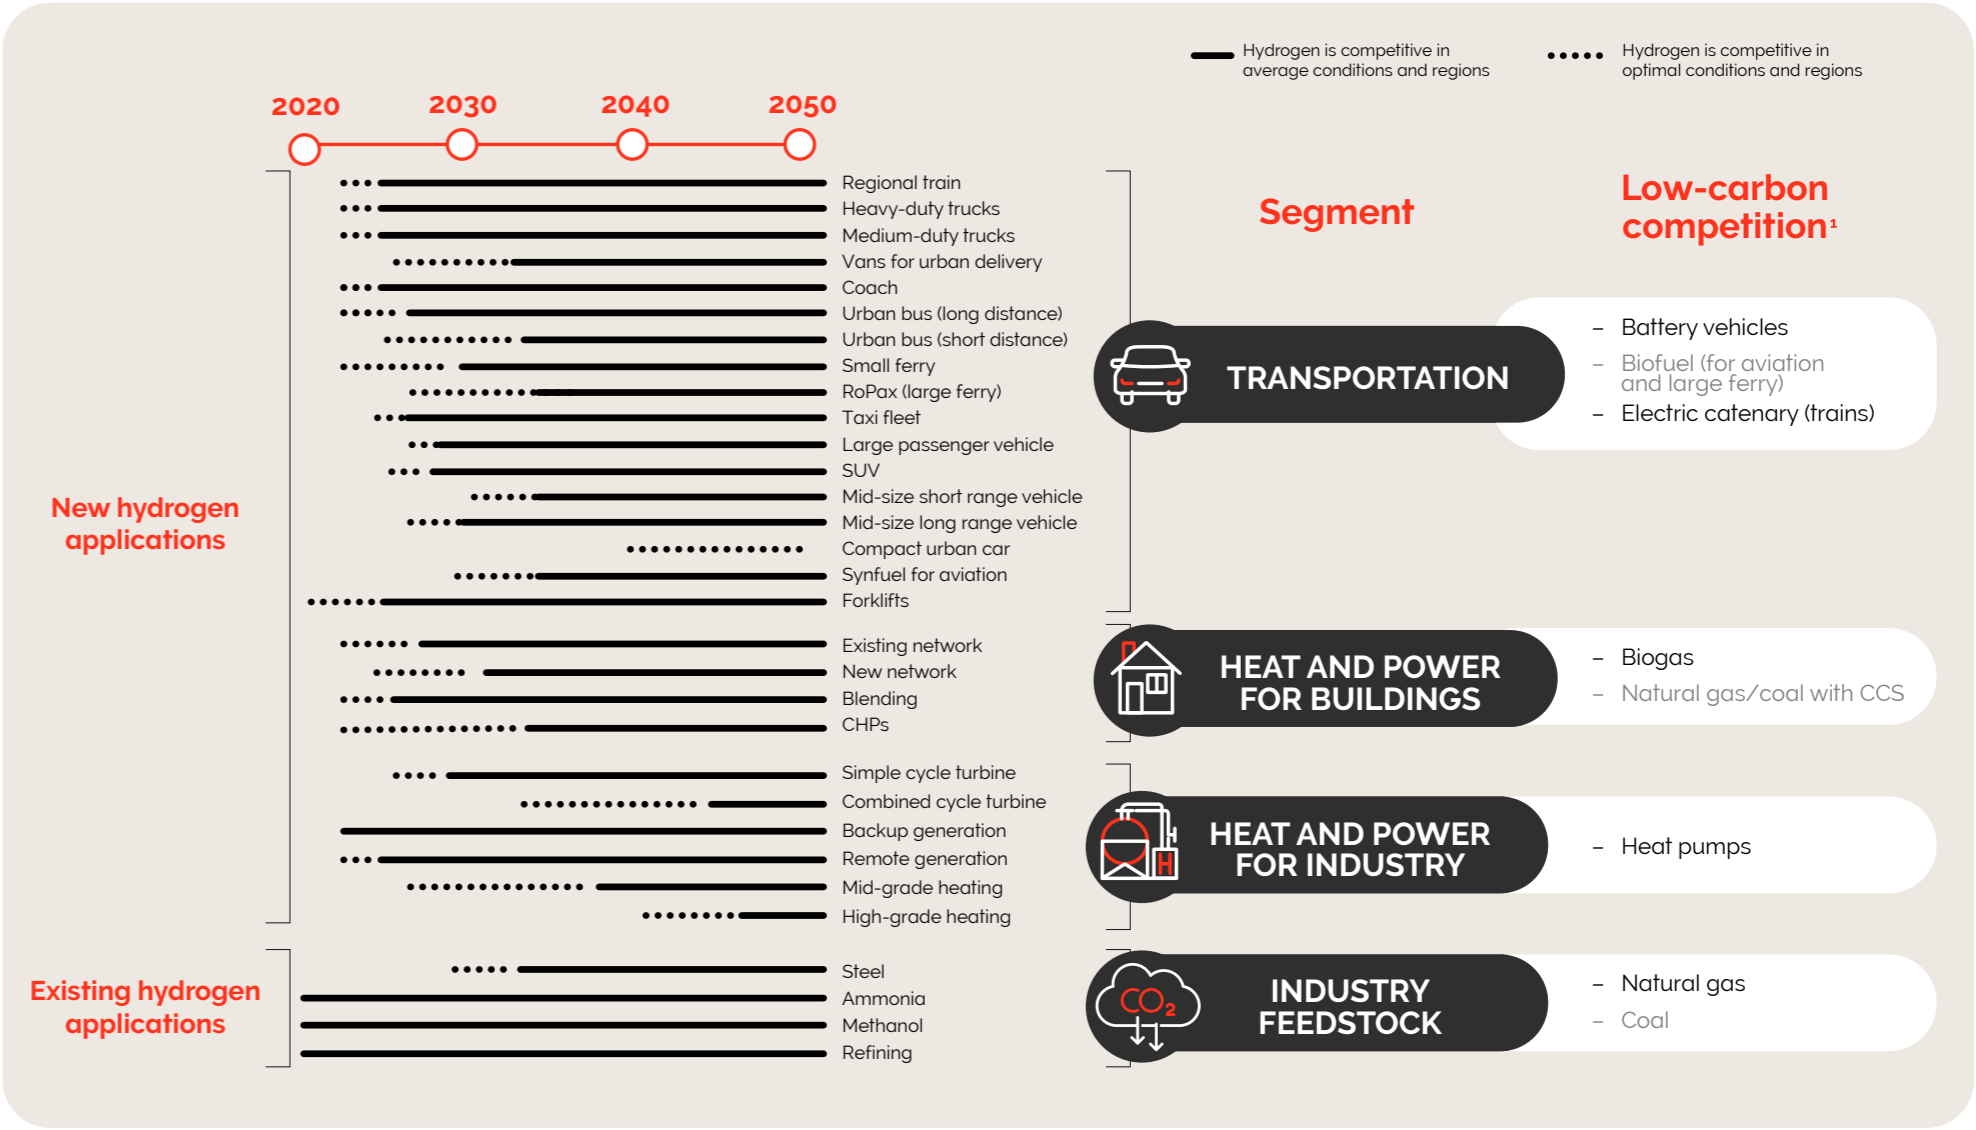 Hydrogen is competitive in
average conditions and regions
Hydrogen is competitive in
optimal conditions and regions
2020
2030
2040
2050
Segment
Low-carbon
competition¹
New hydrogen
applications
Regional train
Heavy-duty trucks
Medium-duty trucks
Vans for urban delivery
Coach
Urban bus (long distance)
Urban bus (short distance)
Small ferry
RoPax (large ferry)
Taxi fleet
Large passenger vehicle
SUV
Mid-size short range vehicle
Mid-size long range vehicle
Compact urban car
Synfuel for aviation
Forklifts
TRANSPORTATION
– Battery vehicles
– Biofuel (for aviation
and large ferry)
– Electric catenary (trains)
Existing network
New network
Blending
CHPs
HEAT AND POWER
FOR BUILDINGS
– Biogas
– Natural gas/coal with CCS
Simple cycle turbine
Combined cycle turbine
Backup generation
Remote generation
Mid-grade heating
High-grade heating
H
HEAT AND POWER
FOR INDUSTRY
– Heat pumps
Existing hydrogen
applications
Steel
Ammonia
Methanol
Refining
CO₂
INDUSTRY
FEEDSTOCK
– Natural gas
– Coal